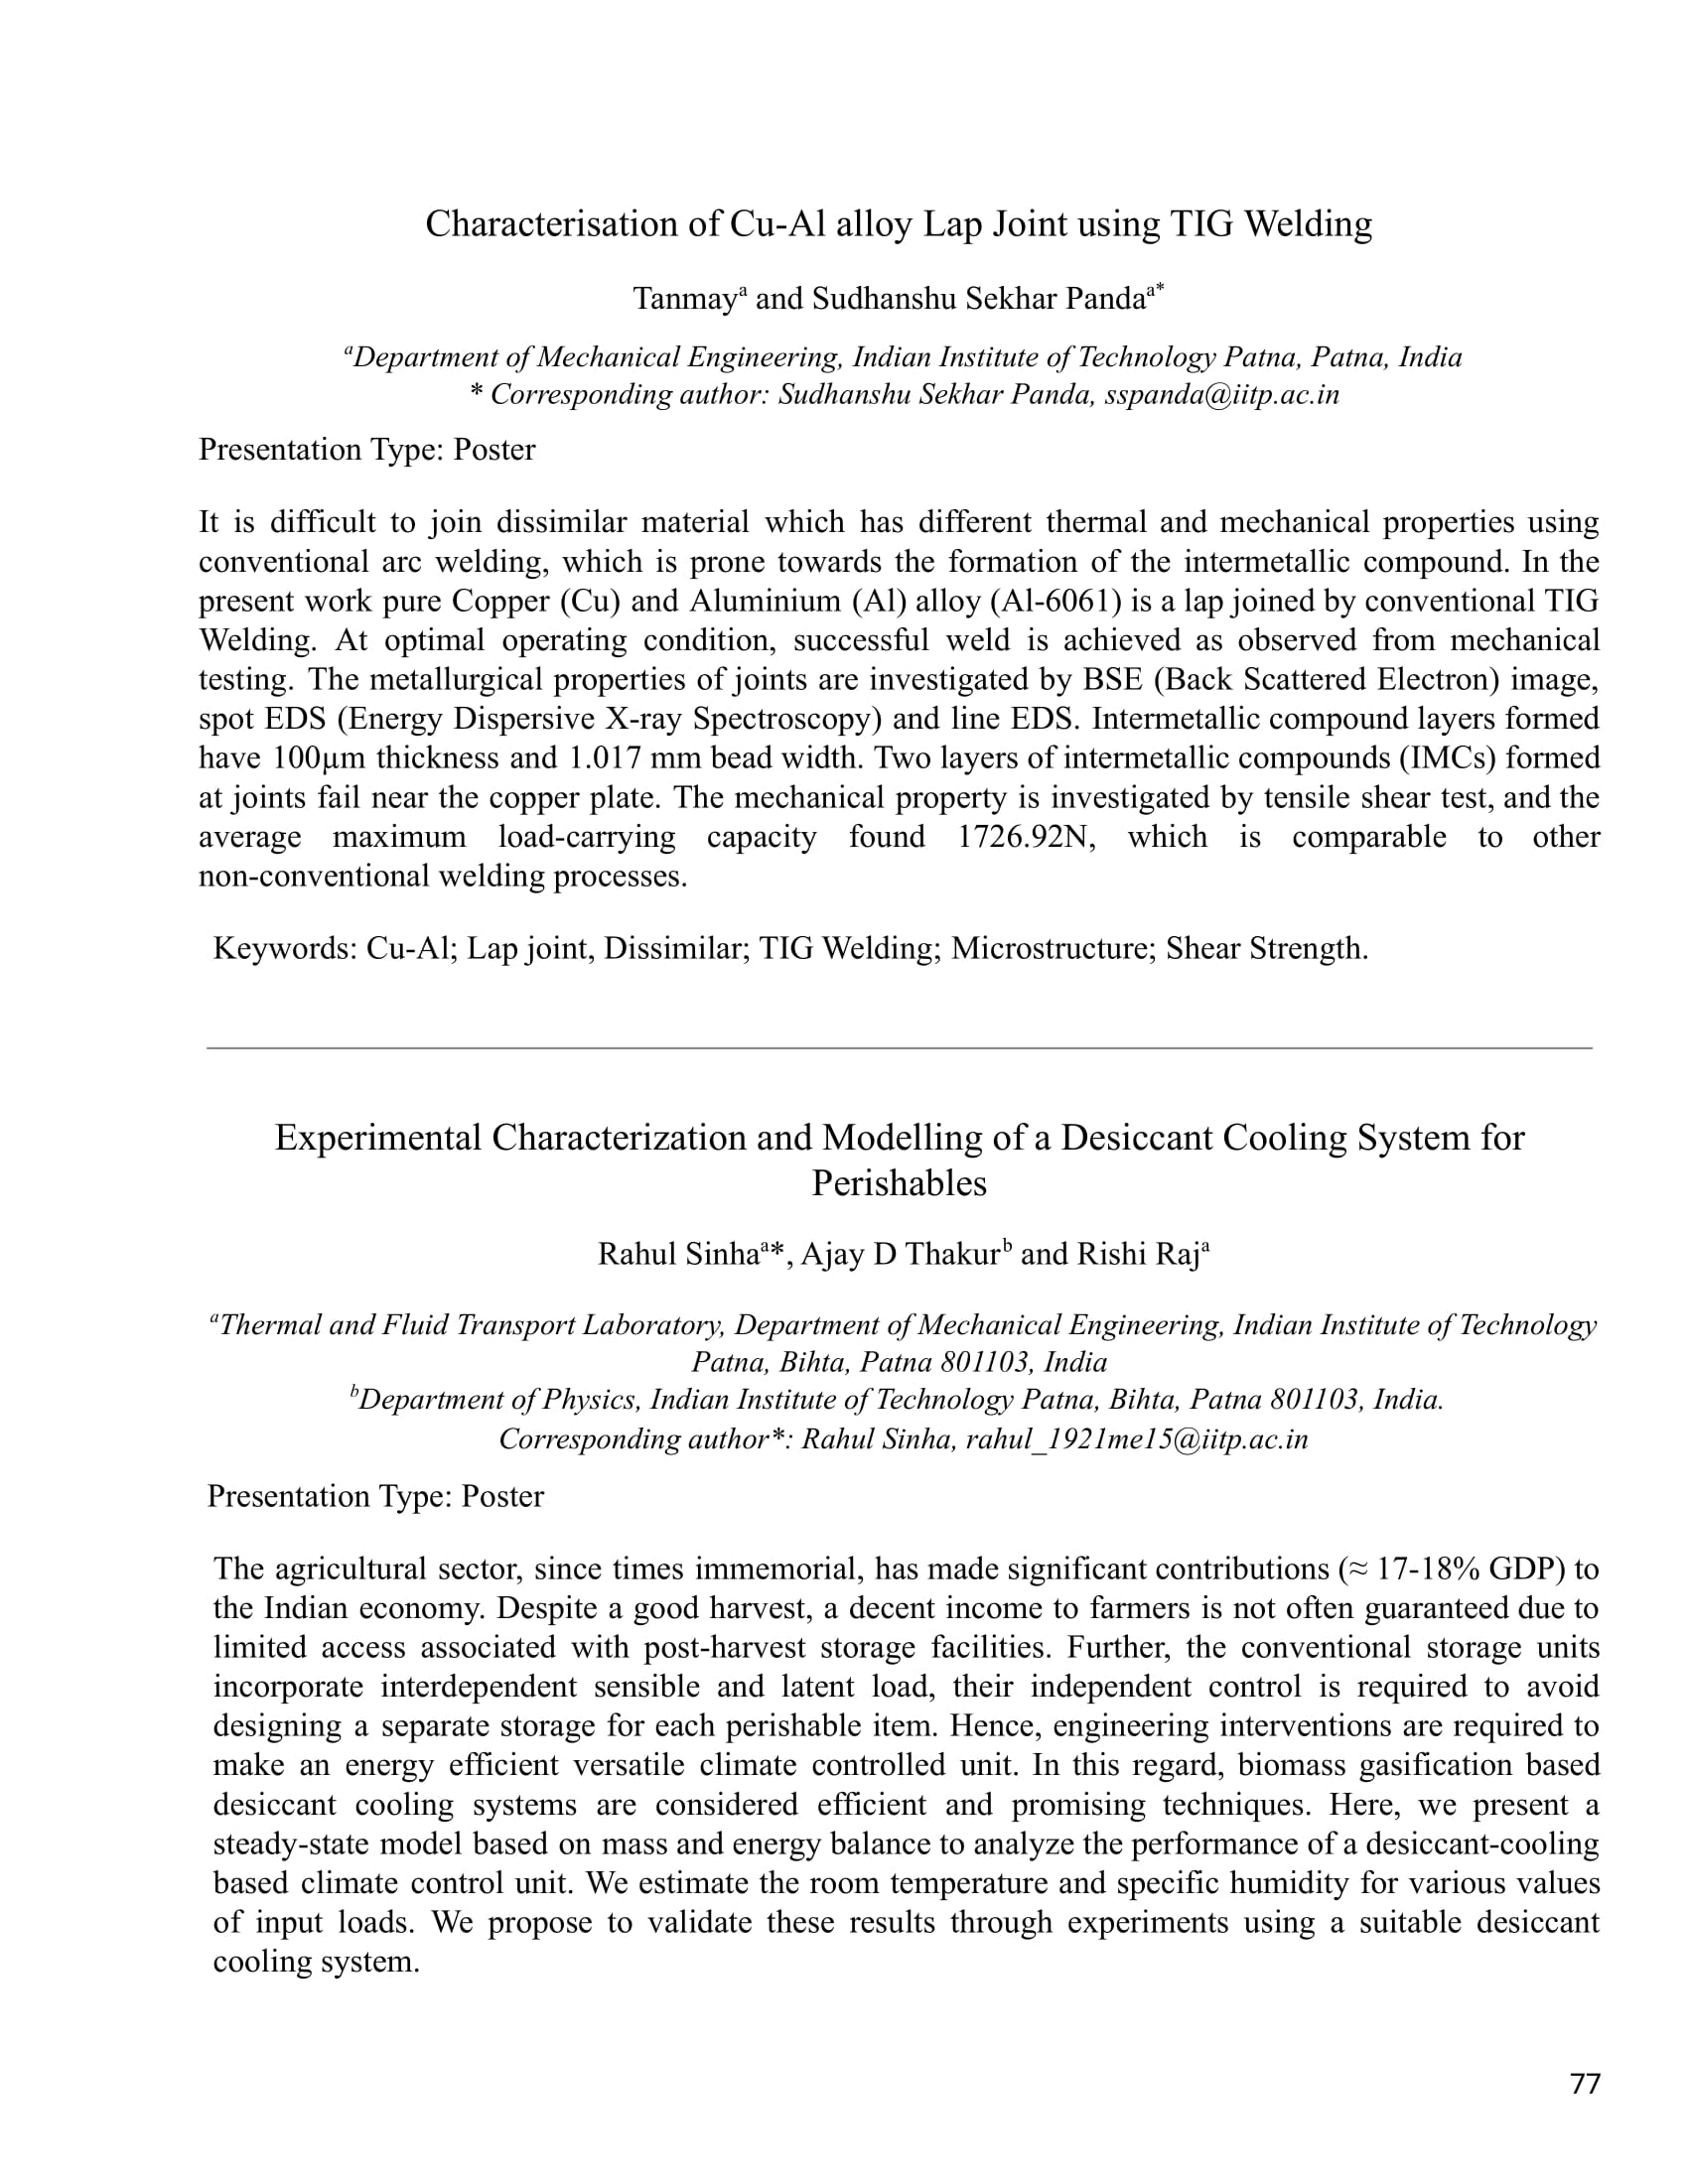 Characterisation of Cu-Al alloy Lap Joint using TIG Welding
Tanmayᵃ and Sudhanshu Sekhar Pandaᵃ*
ᵃDepartment of Mechanical Engineering, Indian Institute of Technology Patna, Patna, India
* Corresponding author: Sudhanshu Sekhar Panda, sspanda@iitp.ac.in
Presentation Type: Poster
It is difficult to join dissimilar material which has different thermal and mechanical properties using
conventional arc welding, which is prone towards the formation of the intermetallic compound. In the
present work pure Copper (Cu) and Aluminium (Al) alloy (Al-6061) is a lap joined by conventional TIG
Welding. At optimal operating condition, successful weld is achieved as observed from mechanical
testing. The metallurgical properties of joints are investigated by BSE (Back Scattered Electron) image,
spot EDS (Energy Dispersive X-ray Spectroscopy) and line EDS. Intermetallic compound layers formed
have 100μm thickness and 1.017 mm bead width. Two layers of intermetallic compounds (IMCs) formed
at joints fail near the copper plate. The mechanical property is investigated by tensile shear test, and the
average maximum load-carrying capacity found 1726.92N, which is comparable to other
non-conventional welding processes.
Keywords: Cu-Al; Lap joint, Dissimilar; TIG Welding; Microstructure; Shear Strength.
Experimental Characterization and Modelling of a Desiccant Cooling System for
Perishables
Rahul Sinhaᵃ*, Ajay D Thakurᵇ and Rishi Rajᵃ
ᵃThermal and Fluid Transport Laboratory, Department of Mechanical Engineering, Indian Institute of Technology
Patna, Bihta, Patna 801103, India
ᵇDepartment of Physics, Indian Institute of Technology Patna, Bihta, Patna 801103, India.
Corresponding author*: Rahul Sinha, rahul_1921me15@iitp.ac.in
Presentation Type: Poster
The agricultural sector, since times immemorial, has made significant contributions (≈ 17-18% GDP) to
the Indian economy. Despite a good harvest, a decent income to farmers is not often guaranteed due to
limited access associated with post-harvest storage facilities. Further, the conventional storage units
incorporate interdependent sensible and latent load, their independent control is required to avoid
designing a separate storage for each perishable item. Hence, engineering interventions are required to
make an energy efficient versatile climate controlled unit. In this regard, biomass gasification based
desiccant cooling systems are considered efficient and promising techniques. Here, we present a
steady-state model based on mass and energy balance to analyze the performance of a desiccant-cooling
based climate control unit. We estimate the room temperature and specific humidity for various values
of input loads. We propose to validate these results through experiments using a suitable desiccant
cooling system.
77